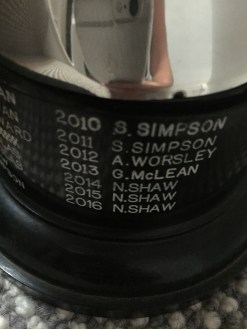 2010 S. SIMPSON
2011 S. SIMPSON
2012 A. WORSLEY
2013 G. McLEAN
2014 N. SHAW
2015 N. SHAW
2016 N. SHAW